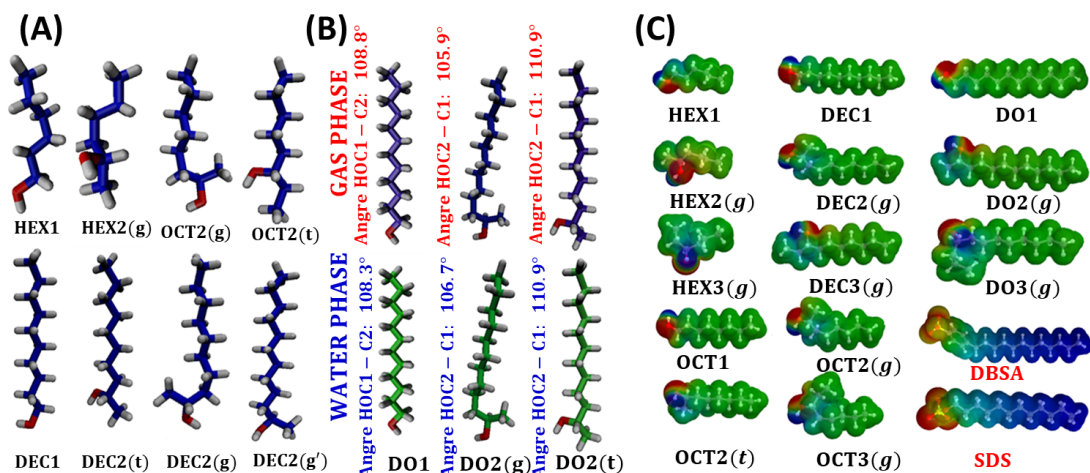 (A)
HEX1
HEX2(g)
OCT2(g)
OCT2(t)
DEC1
DEC2(t)
DEC2(g)
DEC2(g′)
(B)
GAS PHASE
Angre HOC1 – C2: 108.8°
Angre HOC2 – C1: 105.9°
Angre HOC2 – C1: 110.9°
WATER PHASE
Angre HOC1 – C2: 108.3°
Angre HOC2 – C1: 106.7°
Angre HOC2 – C1: 110.9°
DO1
DO2(g)
DO2(t)
(C)
HEX1
DEC1
DO1
HEX2(g)
DEC2(g)
DO2(g)
HEX3(g)
DEC3(g)
DO3(g)
OCT1
OCT2(g)
DBSA
OCT2(t)
OCT3(g)
SDS